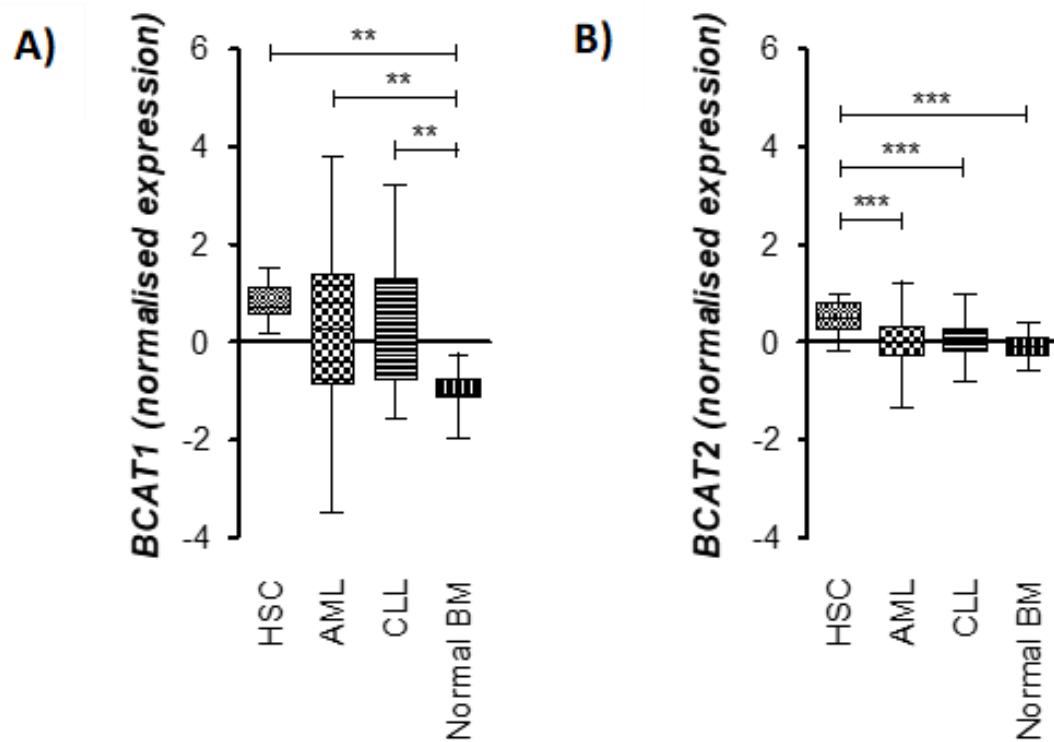 A)
BCAT1 (normalised expression)
6
4
2
0
-2
-4
**
**
**
HSC
AML
CLL
Normal BM
B)
BCAT2 (normalised expression)
6
4
2
0
-2
-4
***
***
***
HSC
AML
CLL
Normal BM